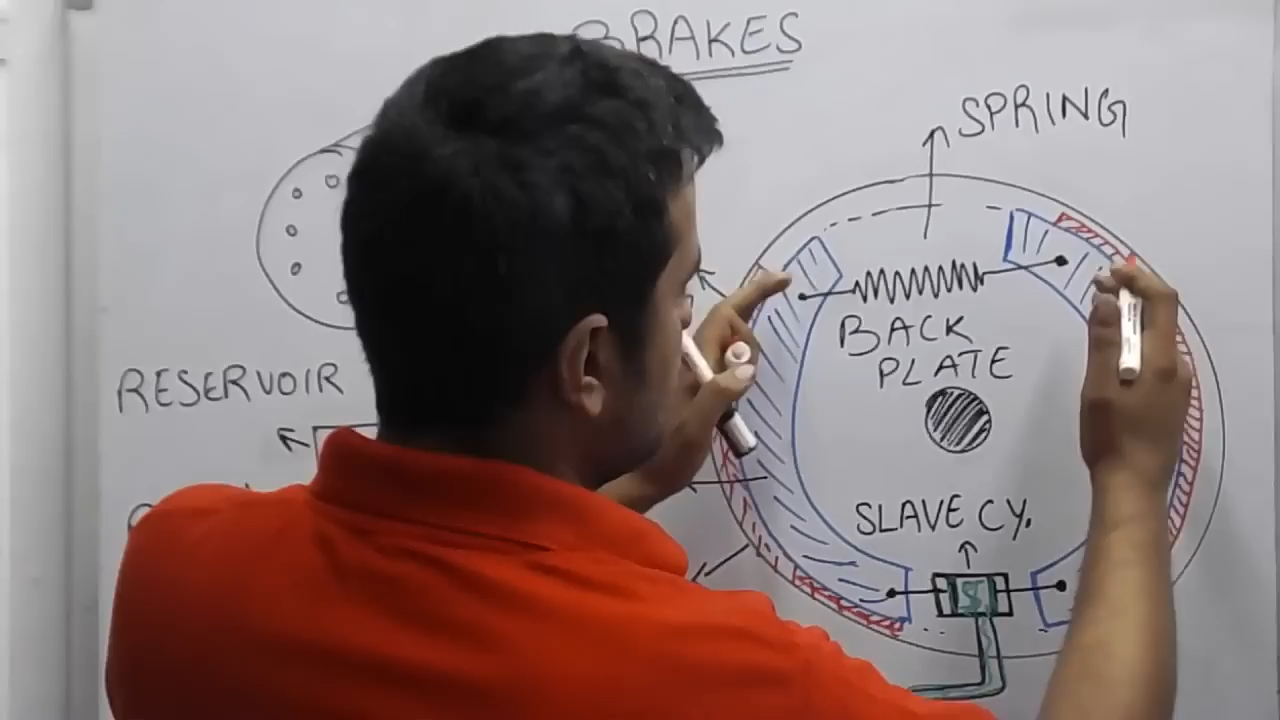 BRAKES
SPRING
BACK
PLATE
RESERVOIR
SLAVE CY.